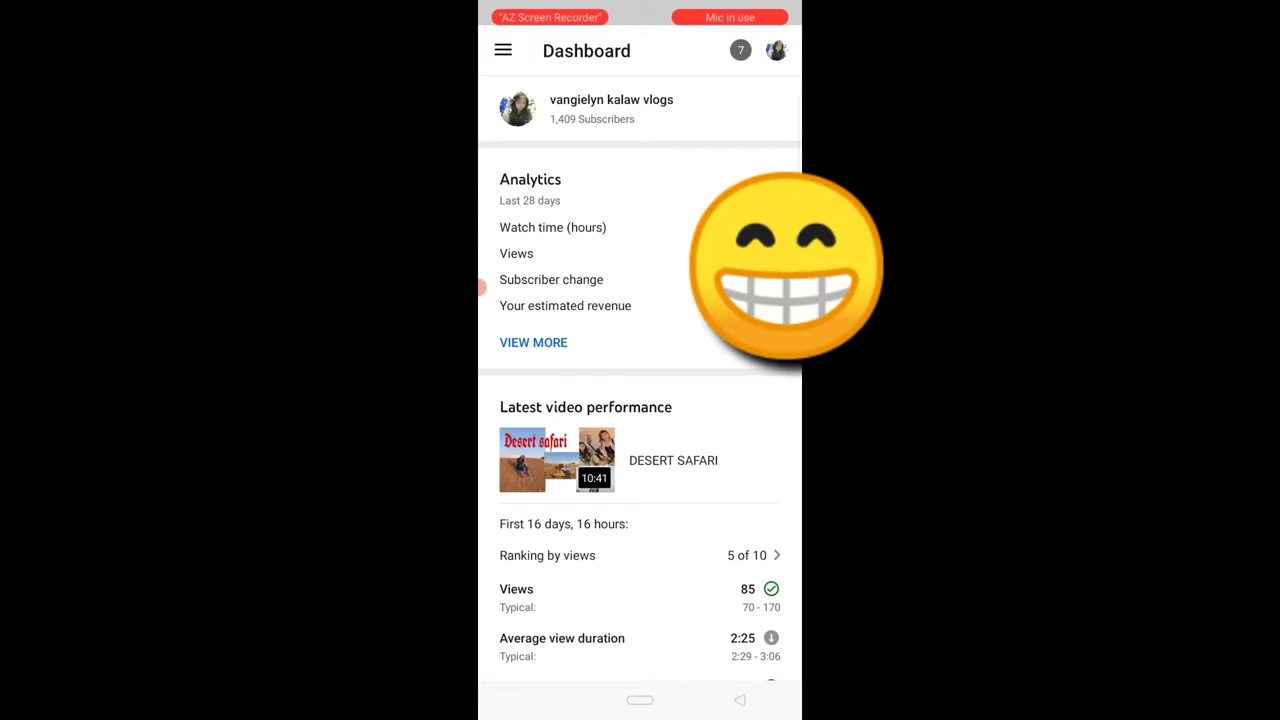 "AZ Screen Recorder"
Mic in use
Dashboard
7
vangielyn kalaw vlogs
1,409 Subscribers
Analytics
Last 28 days
Watch time (hours)
Views
Subscriber change
Your estimated revenue
VIEW MORE
Latest video performance
Desert safari
10:41
DESERT SAFARI
First 16 days, 16 hours:
Ranking by views 5 of 10
Views 85
Typical: 70 - 170
Average view duration 2:25
Typical: 2:29 - 3:06